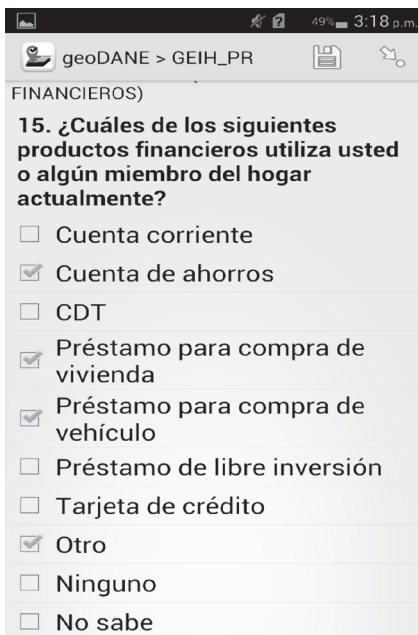 49% 3:18 p.m.
geoDANE > GEIH_PR
FINANCIEROS)
15. ¿Cuáles de los siguientes
productos financieros utiliza usted
o algún miembro del hogar
actualmente?
Cuenta corriente
Cuenta de ahorros
CDT
Préstamo para compra de
vivienda
Préstamo para compra de
vehículo
Préstamo de libre inversión
Tarjeta de crédito
Otro
Ninguno
No sabe